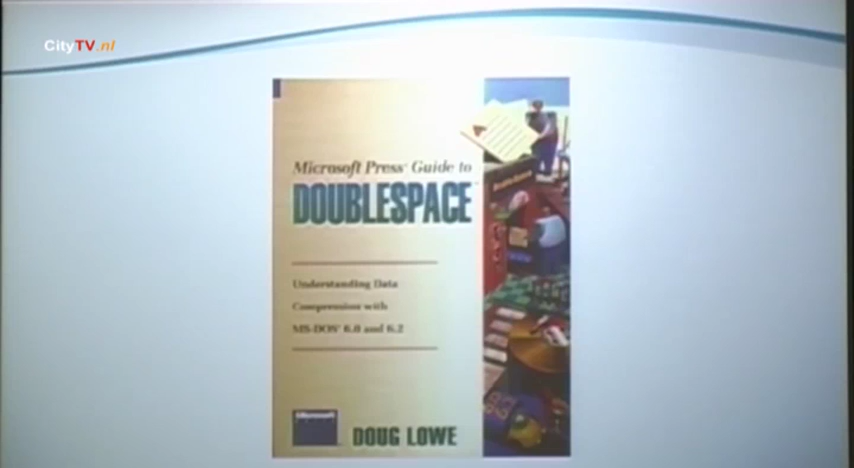 CityTV.nl
Microsoft Press® Guide to
DOUBLESPACE
Understanding Data
Compression with
MS-DOS® 6.0 and 6.2
Microsoft
DOUG LOWE